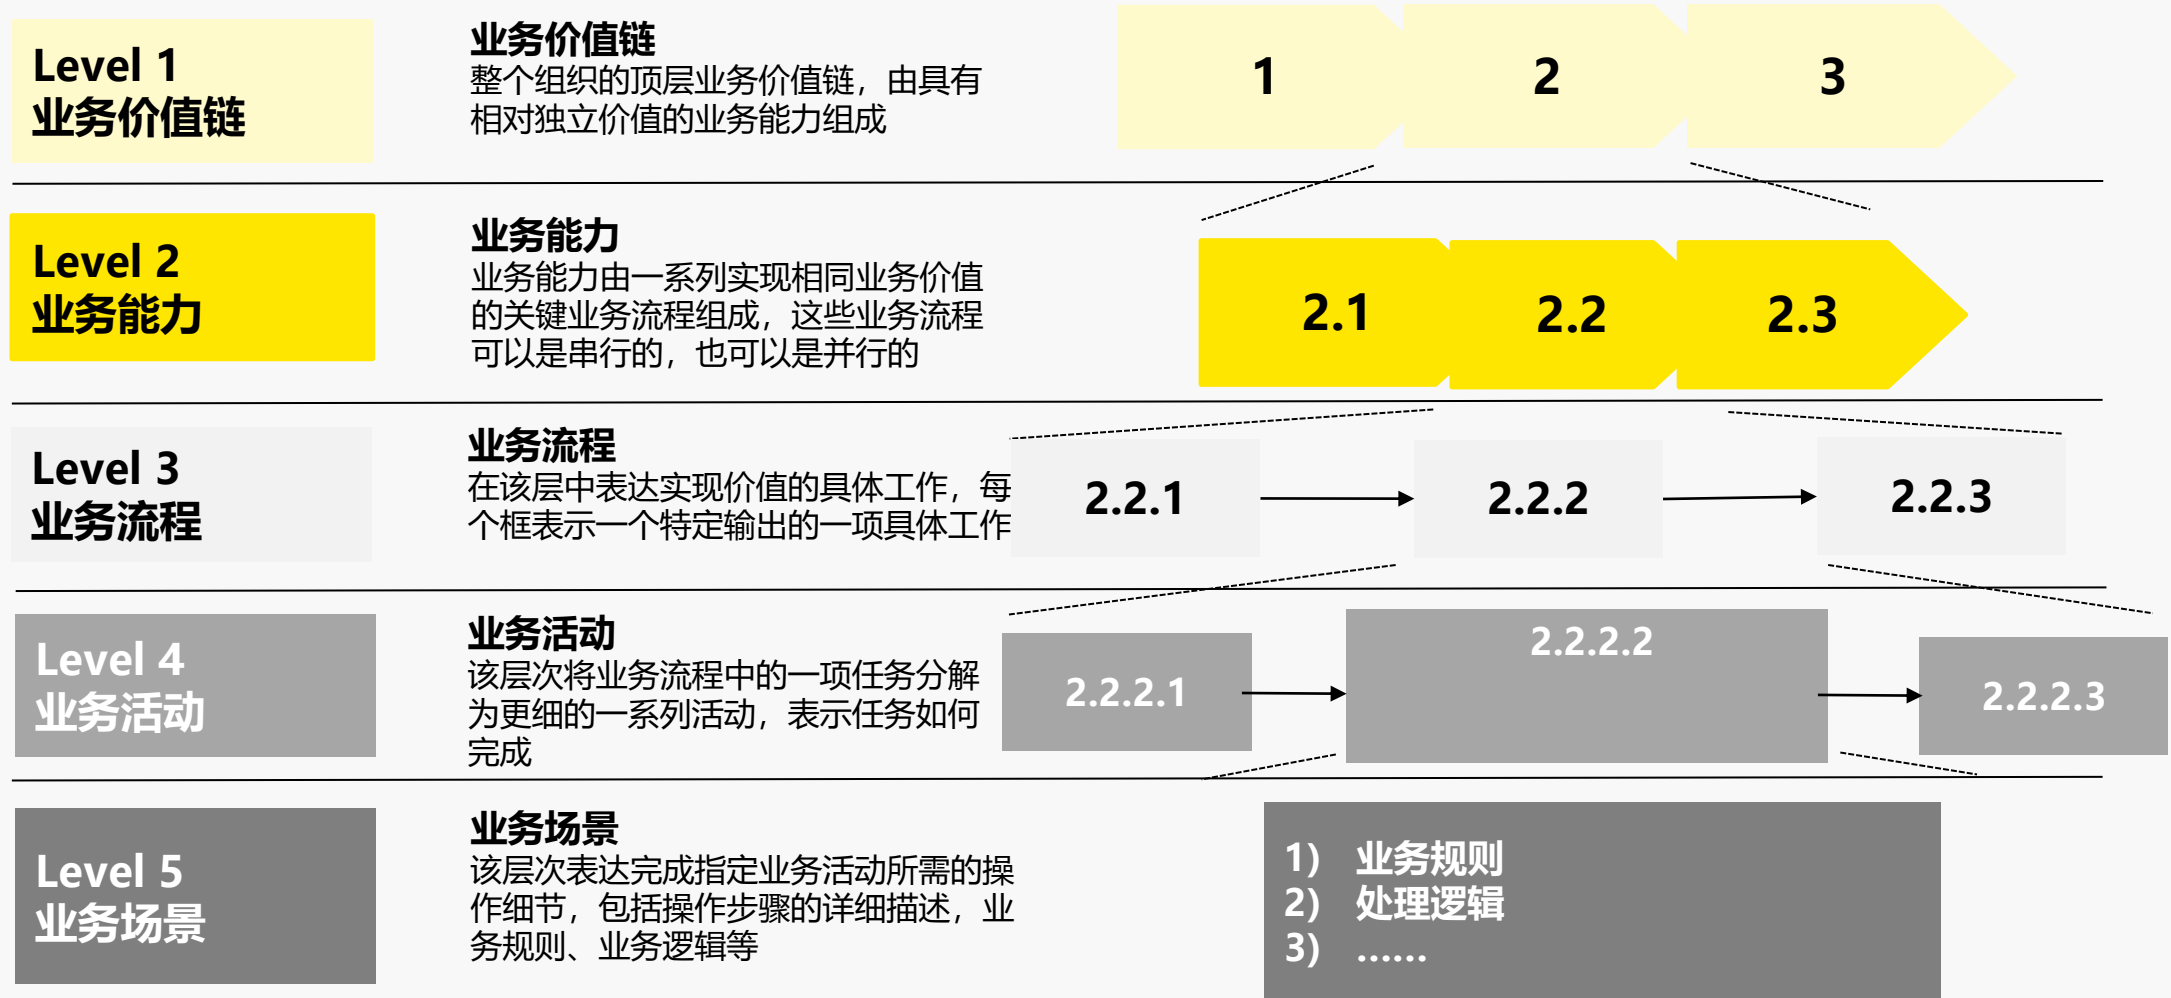 Level 1
业务价值链
业务价值链
整个组织的顶层业务价值链，由具有
相对独立价值的业务能力组成
1
2
3
Level 2
业务能力
业务能力
业务能力由一系列实现相同业务价值
的关键业务流程组成，这些业务流程
可以是串行的，也可以是并行的
2.1
2.2
2.3
Level 3
业务流程
业务流程
在该层中表达实现价值的具体工作，每
个框表示一个特定输出的一项具体工作
2.2.1
2.2.2
2.2.3
Level 4
业务活动
业务活动
该层次将业务流程中的一项任务分解
为更细的一系列活动，表示任务如何
完成
2.2.2.1
2.2.2.2
2.2.2.3
Level 5
业务场景
业务场景
该层次表达完成指定业务活动所需的操
作细节，包括操作步骤的详细描述，业
务规则、业务逻辑等
1) 业务规则
2) 处理逻辑
3) ……